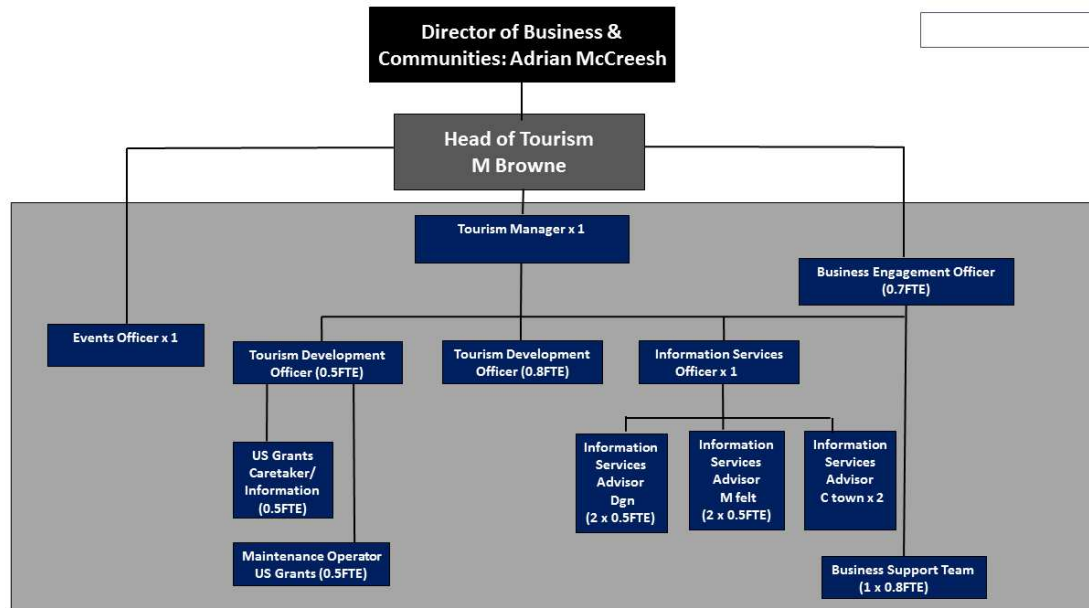 Director of Business &
Communities: Adrian McCreesh
Head of Tourism
M Browne
Tourism Manager x 1
Business Engagement Officer
(0.7FTE)
Events Officer x 1
Tourism Development
Officer (0.5FTE)
Tourism Development
Officer (0.8FTE)
Information Services
Officer x 1
US Grants
Caretaker/
Information
(0.5FTE)
Information
Services
Advisor
Dgn
(2 x 0.5FTE)
Information
Services
Advisor
M felt
(2 x 0.5FTE)
Information
Services
Advisor
C town x 2
Maintenance Operator
US Grants (0.5FTE)
Business Support Team
(1 x 0.8FTE)